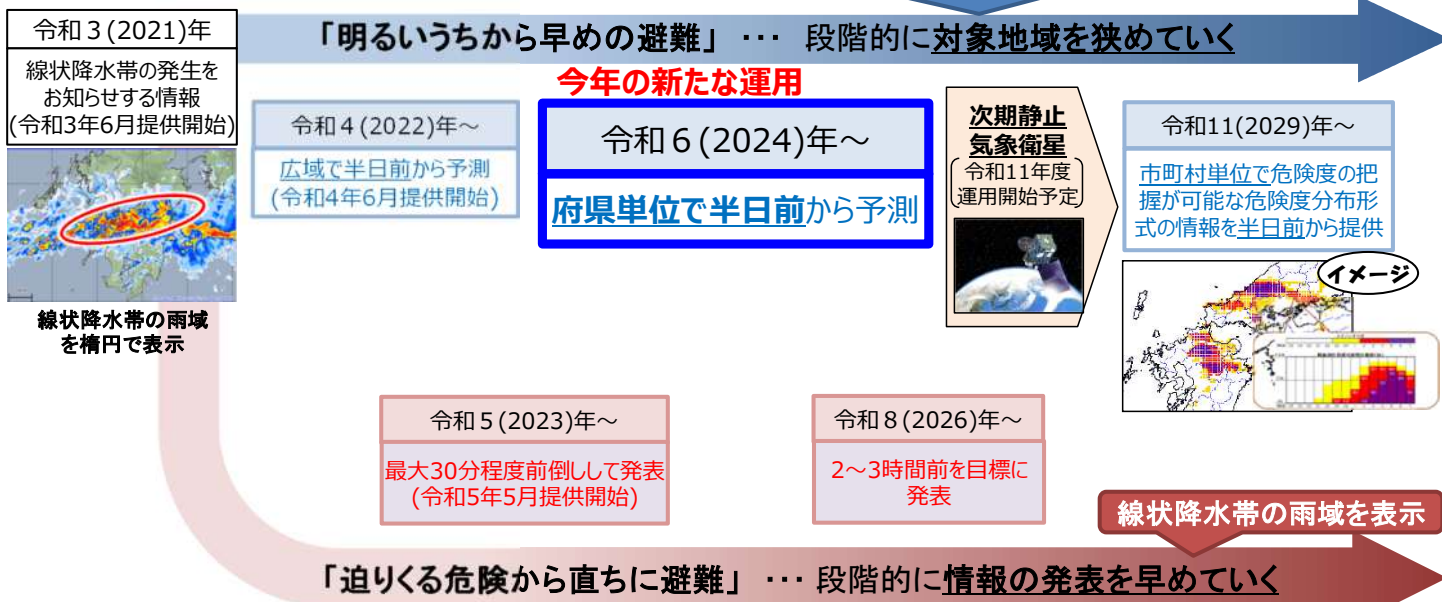 令和３(2021)年
線状降水帯の発生を
お知らせする情報
(令和3年6月提供開始)
線状降水帯の雨域
を楕円で表示
「明るいうちから早めの避難」 ･･･ 段階的に対象地域を狭めていく
今年の新たな運用
令和４(2022)年～
広域で半日前から予測
(令和4年6月提供開始)
令和６(2024)年～
府県単位で半日前から予測
次期静止
気象衛星
令和11年度
運用開始予定
令和11(2029)年～
市町村単位で危険度の把
握が可能な危険度分布形
式の情報を半日前から提供
イメージ
令和５(2023)年～
最大30分程度前倒しして発表
(令和5年5月提供開始)
令和８(2026)年～
2～3時間前を目標に
発表
線状降水帯の雨域を表示
「迫りくる危険から直ちに避難」 ･･･ 段階的に情報の発表を早めていく